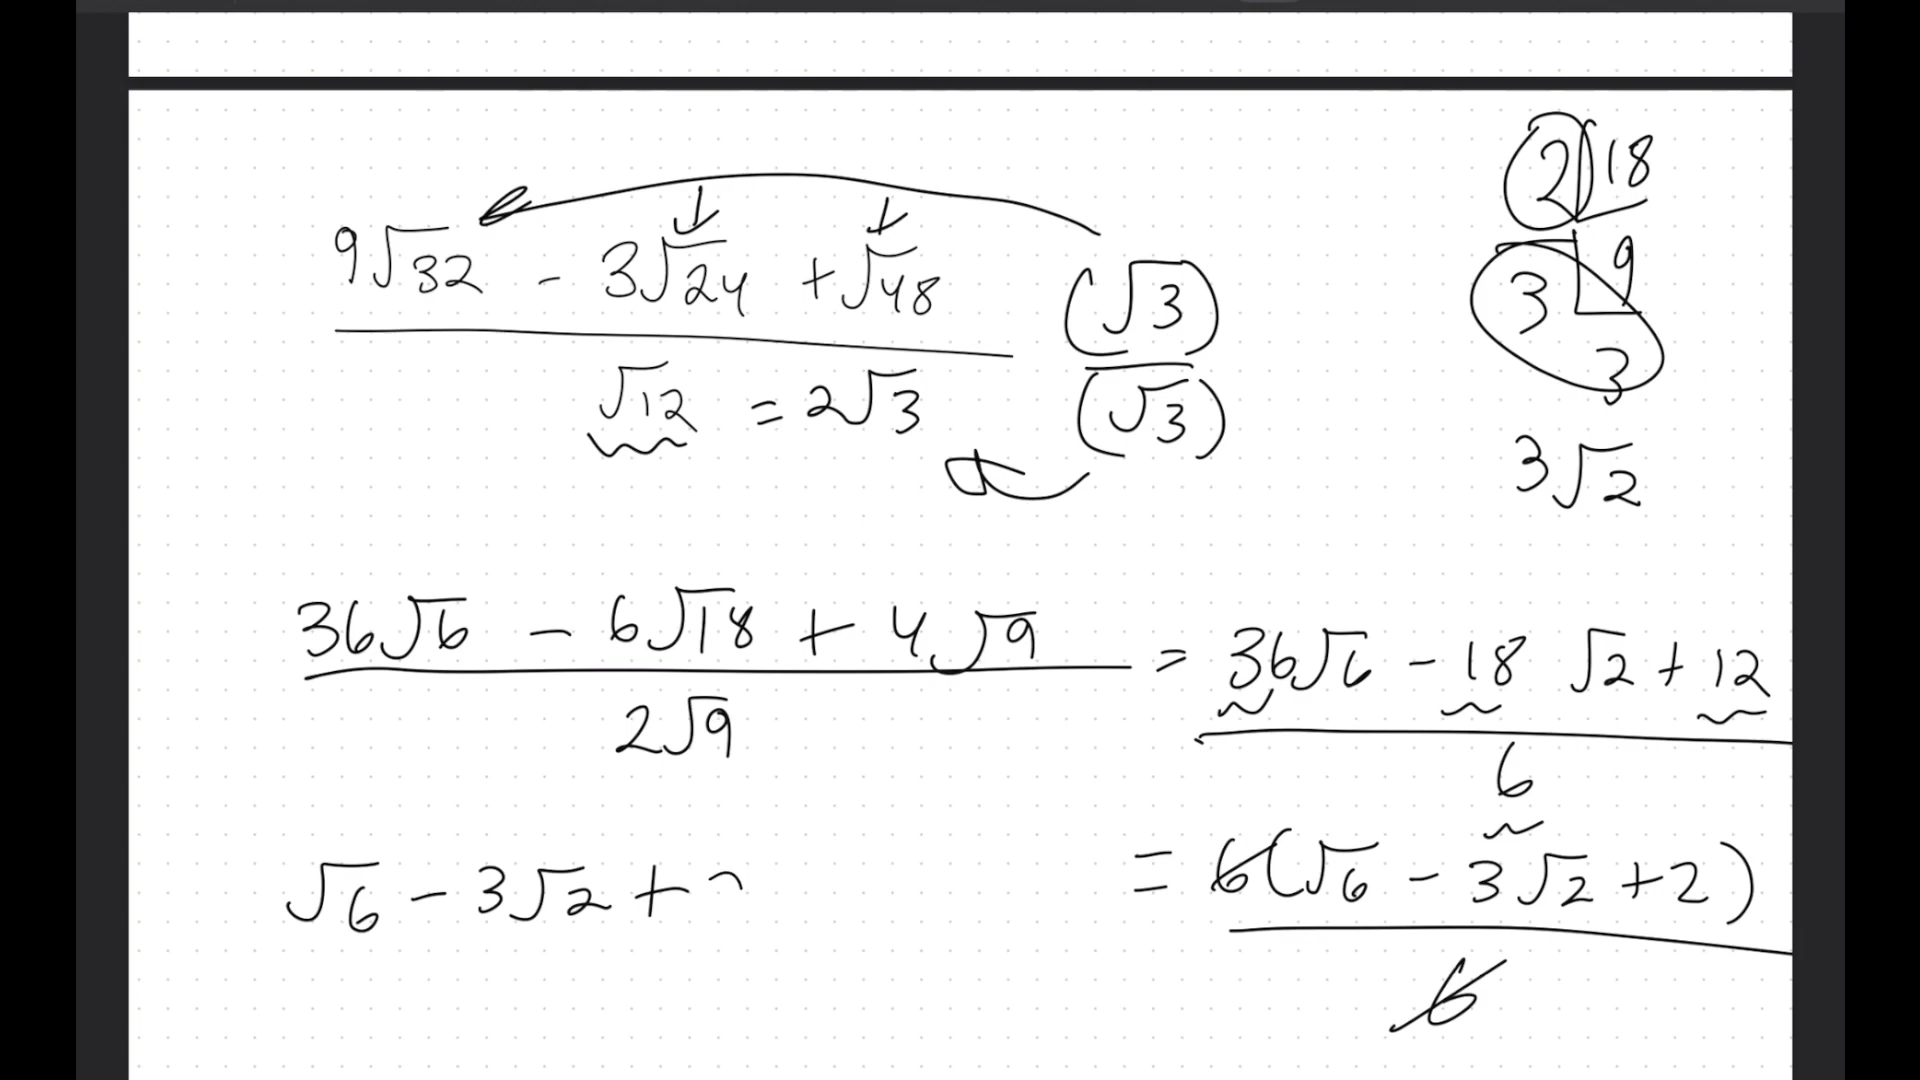 9√32 - 3√24 + √48
√12 = 2√3
(√3)
(√3)
2 18
3 9
3
3√2
36√6 - 6√18 + 4√9
2√9
= 36√6 - 18 √2 + 12
6
= 6(√6 - 3√2 + 2)
6
√6 - 3√2 +